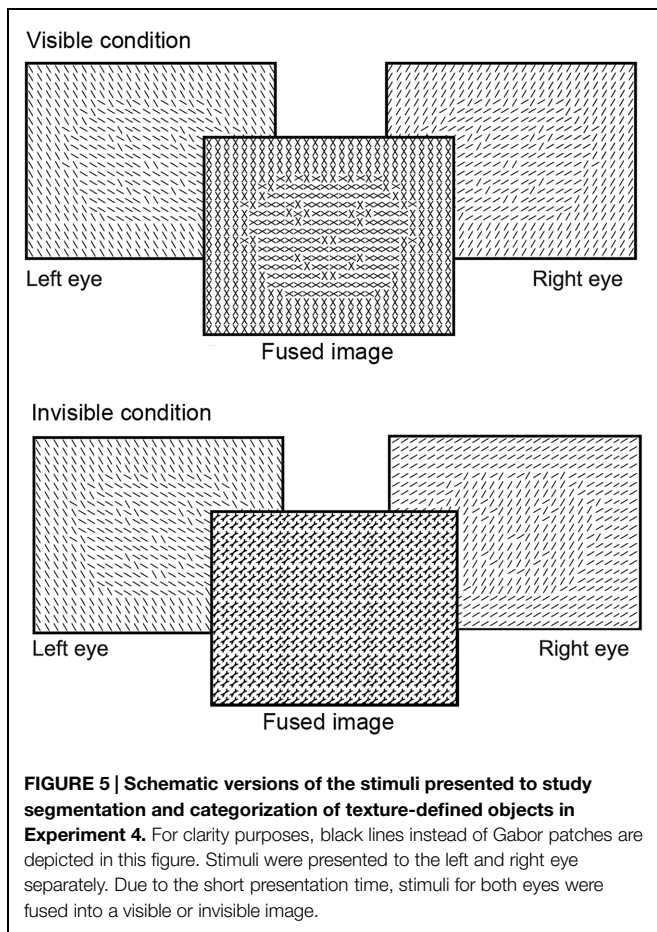 Visible condition
Left eye
Right eye
Fused image
Invisible condition
Left eye
Right eye
Fused image
FIGURE 5 | Schematic versions of the stimuli presented to study
segmentation and categorization of texture-defined objects in
Experiment 4. For clarity purposes, black lines instead of Gabor patches are
depicted in this figure. Stimuli were presented to the left and right eye
separately. Due to the short presentation time, stimuli for both eyes were
fused into a visible or invisible image.